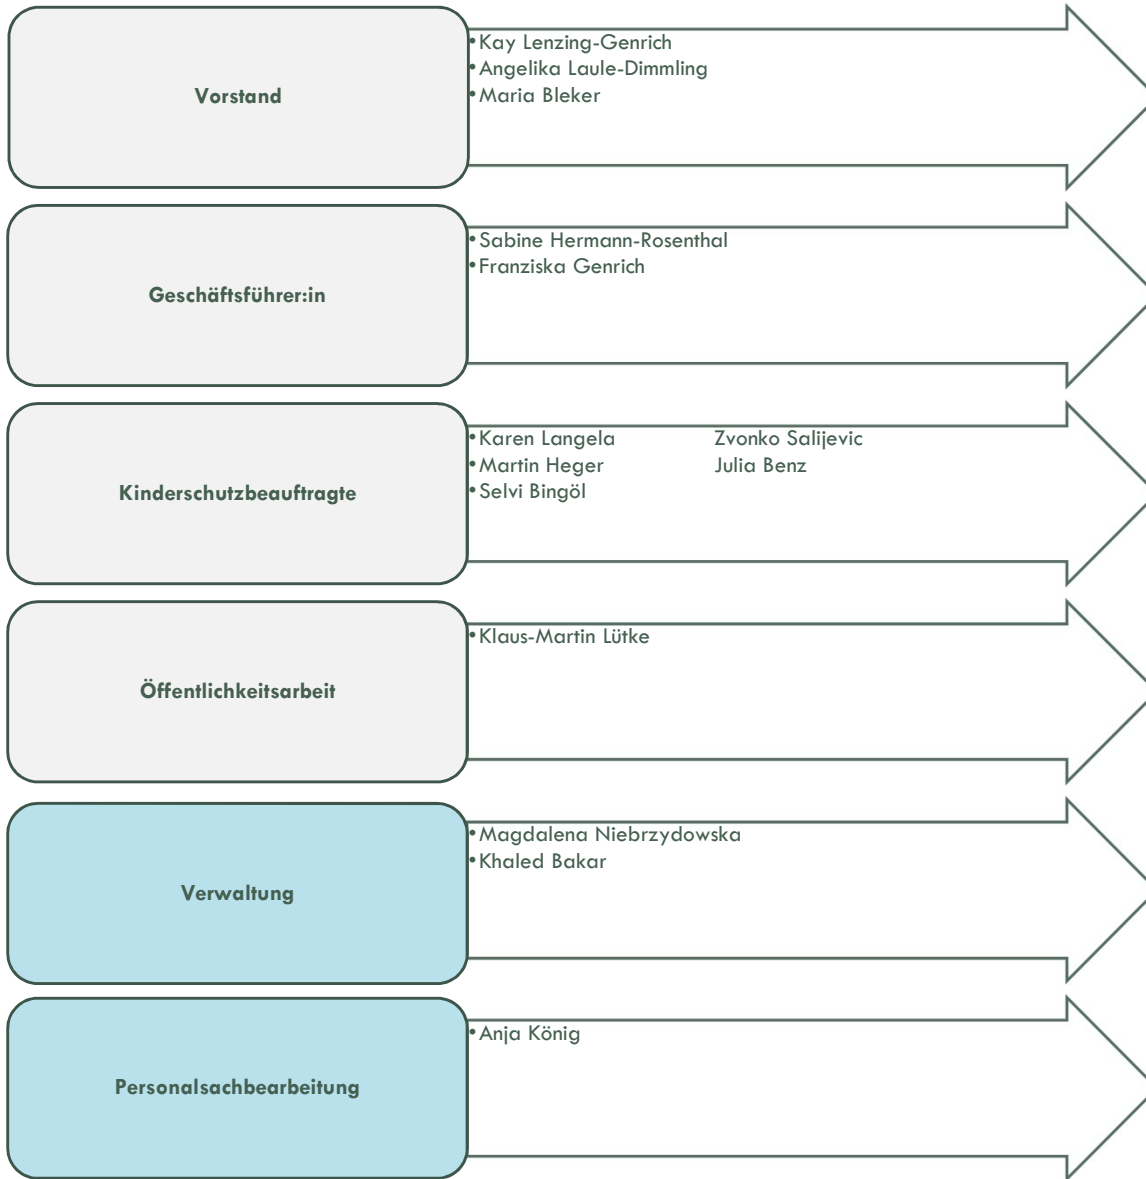 Vorstand
• Kay Lenzing-Genrich
• Angelika Laule-Dimmling
• Maria Bleker
Geschäftsführer:in
• Sabine Hermann-Rosenthal
• Franziska Genrich
Kinderschutzbeauftragte
• Karen Langela Zvonko Salijevic
• Martin Heger Julia Benz
• Selvi Bingöl
Öffentlichkeitsarbeit
• Klaus-Martin Lütke
Verwaltung
• Magdalena Niebrzydowska
• Khaled Bakar
Personalsachbearbeitung
• Anja König